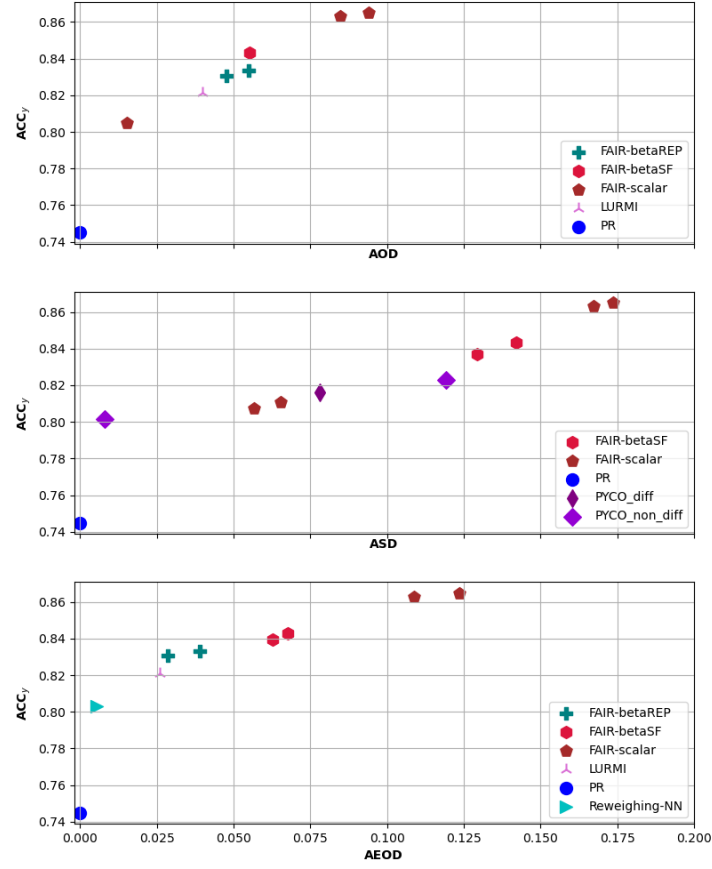 0.86
0.84
0.82
0.80
0.78
0.76
0.74
ACCy
FAIR-betaREP
FAIR-betaSF
FAIR-scalar
LURMI
PR
AOD
0.86
0.84
0.82
0.80
0.78
0.76
0.74
ACCy
FAIR-betaSF
FAIR-scalar
PR
PYCO_diff
PYCO_non_diff
ASD
0.86
0.84
0.82
0.80
0.78
0.76
0.74
ACCy
FAIR-betaREP
FAIR-betaSF
FAIR-scalar
LURMI
PR
Reweighing-NN
0.000 0.025 0.050 0.075 0.100 0.125 0.150 0.175 0.200
AEOD